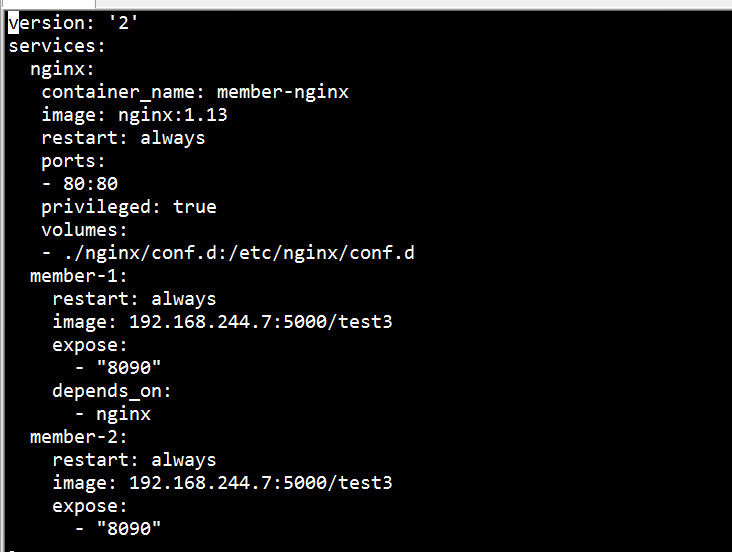 version: '2'
services:
  nginx:
   container_name: member-nginx
   image: nginx:1.13
   restart: always
   ports:
   - 80:80
   privileged: true
   volumes:
   - ./nginx/conf.d:/etc/nginx/conf.d
  member-1:
    restart: always
    image: 192.168.244.7:5000/test3
    expose:
      - "8090"
    depends_on:
      - nginx
  member-2:
    restart: always
    image: 192.168.244.7:5000/test3
    expose:
      - "8090"